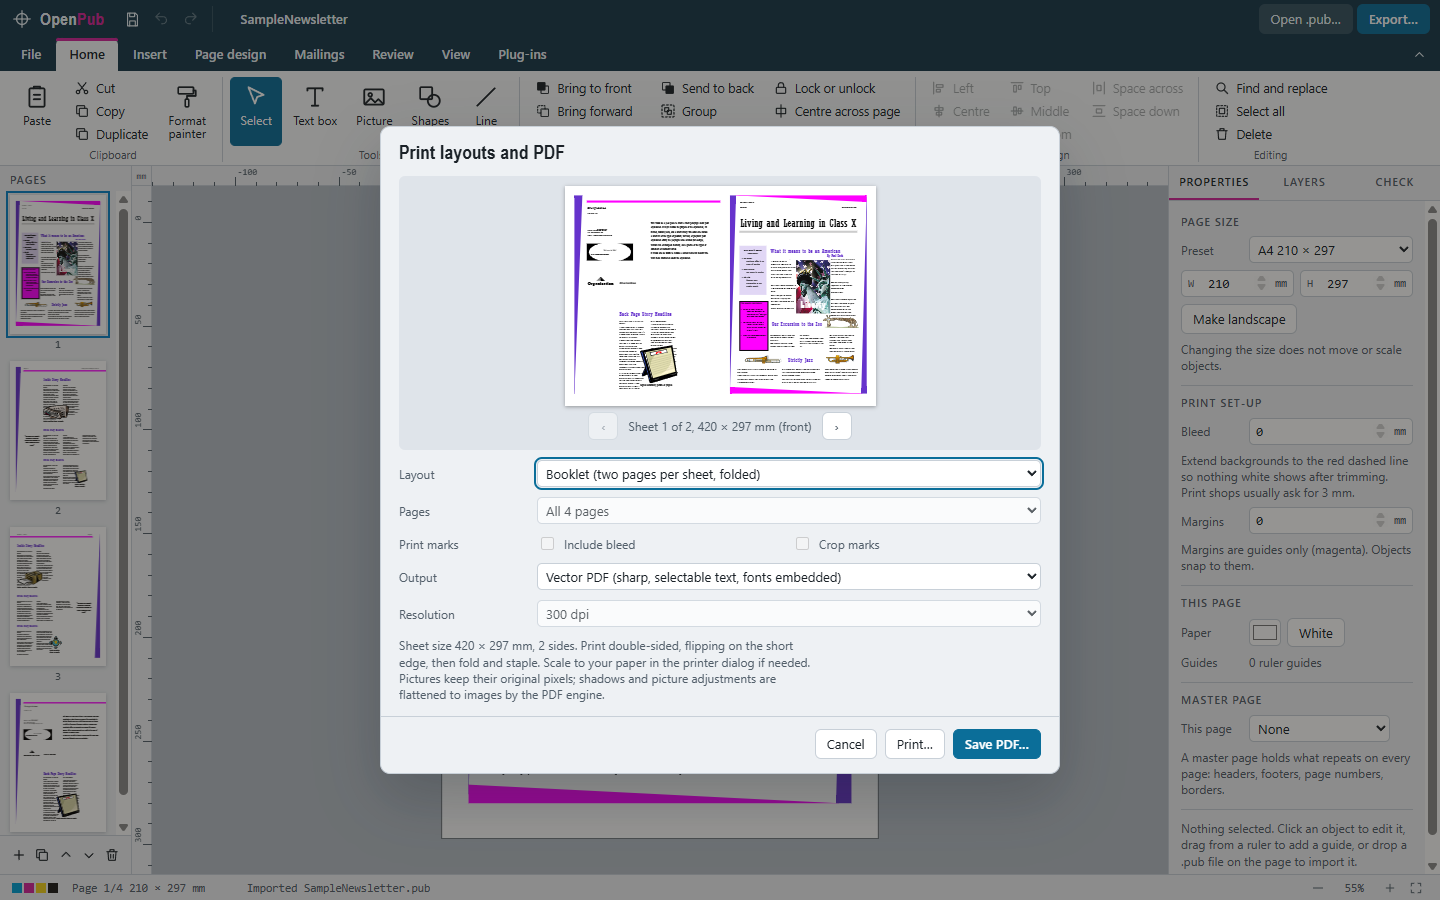 OpenPub
SampleNewsletter
Open .pub...
Export...
File
Home
Insert
Page design
Mailings
Review
View
Plug-ins
Paste
Cut
Copy
Duplicate
Format
painter
Clipboard
Select
Text box
Picture
Shapes
Line
Bring to front
Bring forward
Send to back
Group
Lock or unlock
Centre across page
Left
Centre
Top
Middle
Space across
Space down
Find and replace
Select all
Delete
Editing
PAGES
mm
-100
-50
300
0
50
100
150
200
250
300
1
2
3
Print layouts and PDF
Living and Learning in Class X
What it means to be an American
Our Excursion to the Zoo
Strictly Jazz
Organization
Back Page Story Headline
Sheet 1 of 2, 420 × 297 mm (front)
Layout
Booklet (two pages per sheet, folded)
Pages
All 4 pages
Print marks
Include bleed
Crop marks
Output
Vector PDF (sharp, selectable text, fonts embedded)
Resolution
300 dpi
Sheet size 420 × 297 mm, 2 sides. Print double-sided, flipping on the short
edge, then fold and staple. Scale to your paper in the printer dialog if needed.
Pictures keep their original pixels; shadows and picture adjustments are
flattened to images by the PDF engine.
Cancel
Print...
Save PDF...
PROPERTIES
LAYERS
CHECK
PAGE SIZE
Preset
A4 210 × 297
W 210 mm
H 297 mm
Make landscape
Changing the size does not move or scale
objects.
PRINT SET-UP
Bleed
0 mm
Extend backgrounds to the red dashed line
so nothing white shows after trimming.
Print shops usually ask for 3 mm.
Margins
0 mm
Margins are guides only (magenta). Objects
snap to them.
THIS PAGE
Paper
White
Guides
0 ruler guides
MASTER PAGE
This page
None
A master page holds what repeats on every
page: headers, footers, page numbers,
borders.
Nothing selected. Click an object to edit it,
drag from a ruler to add a guide, or drop a
.pub file on the page to import it.
Page 1/4 210 × 297 mm
Imported SampleNewsletter.pub
55%